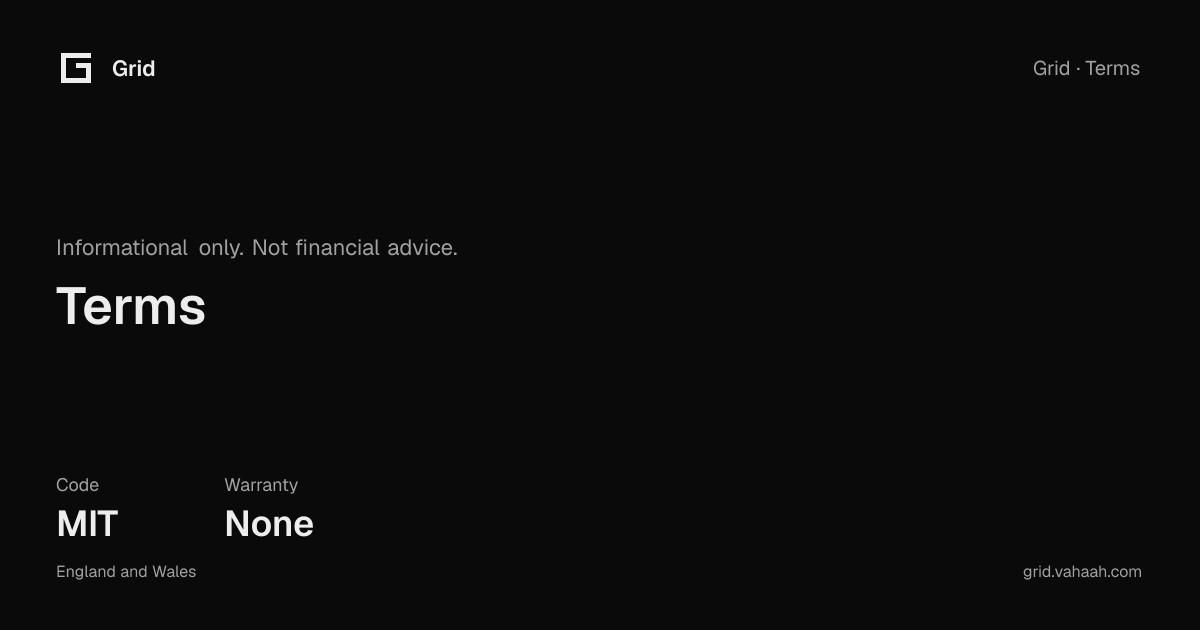 Grid
Grid · Terms
Informational only. Not financial advice.
Terms
Code
Warranty
MIT
None
England and Wales
grid.vahaah.com